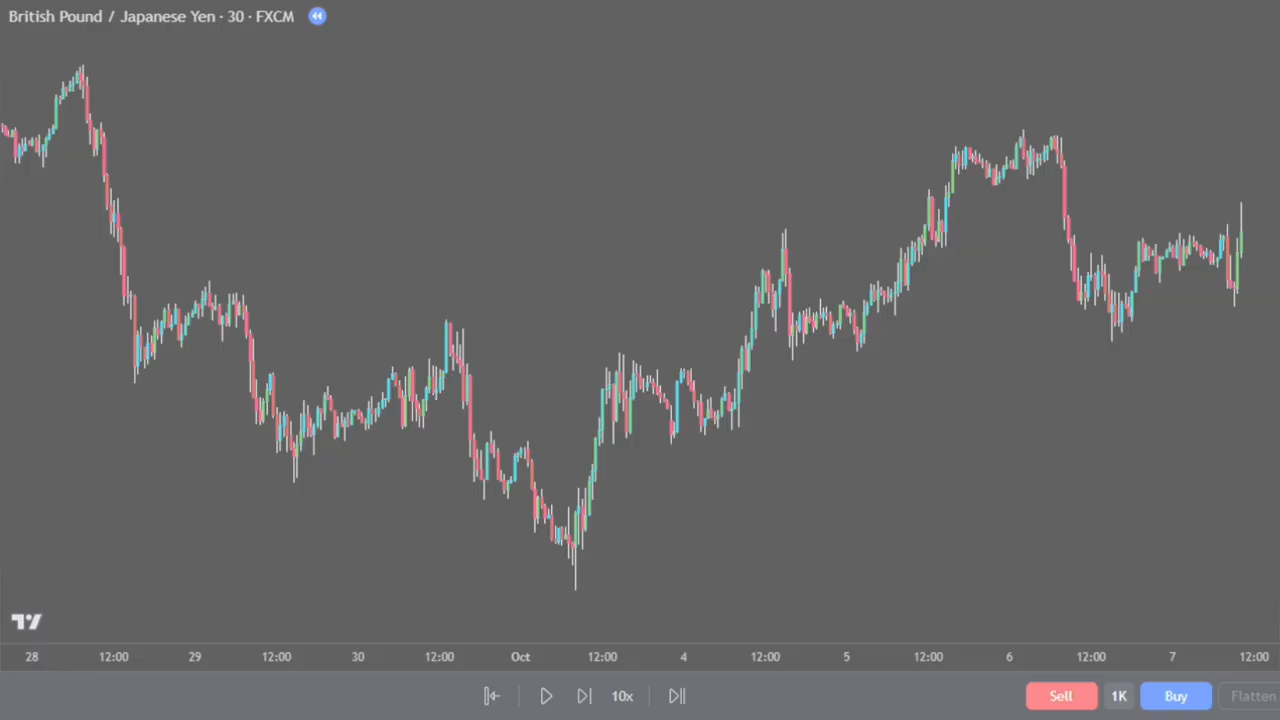 British Pound / Japanese Yen · 30 · FXCM
28 12:00 29 12:00 30 12:00 Oct 12:00 4 12:00 5 12:00 6 12:00 7 12:00
10x Sell 1K Buy Flatten